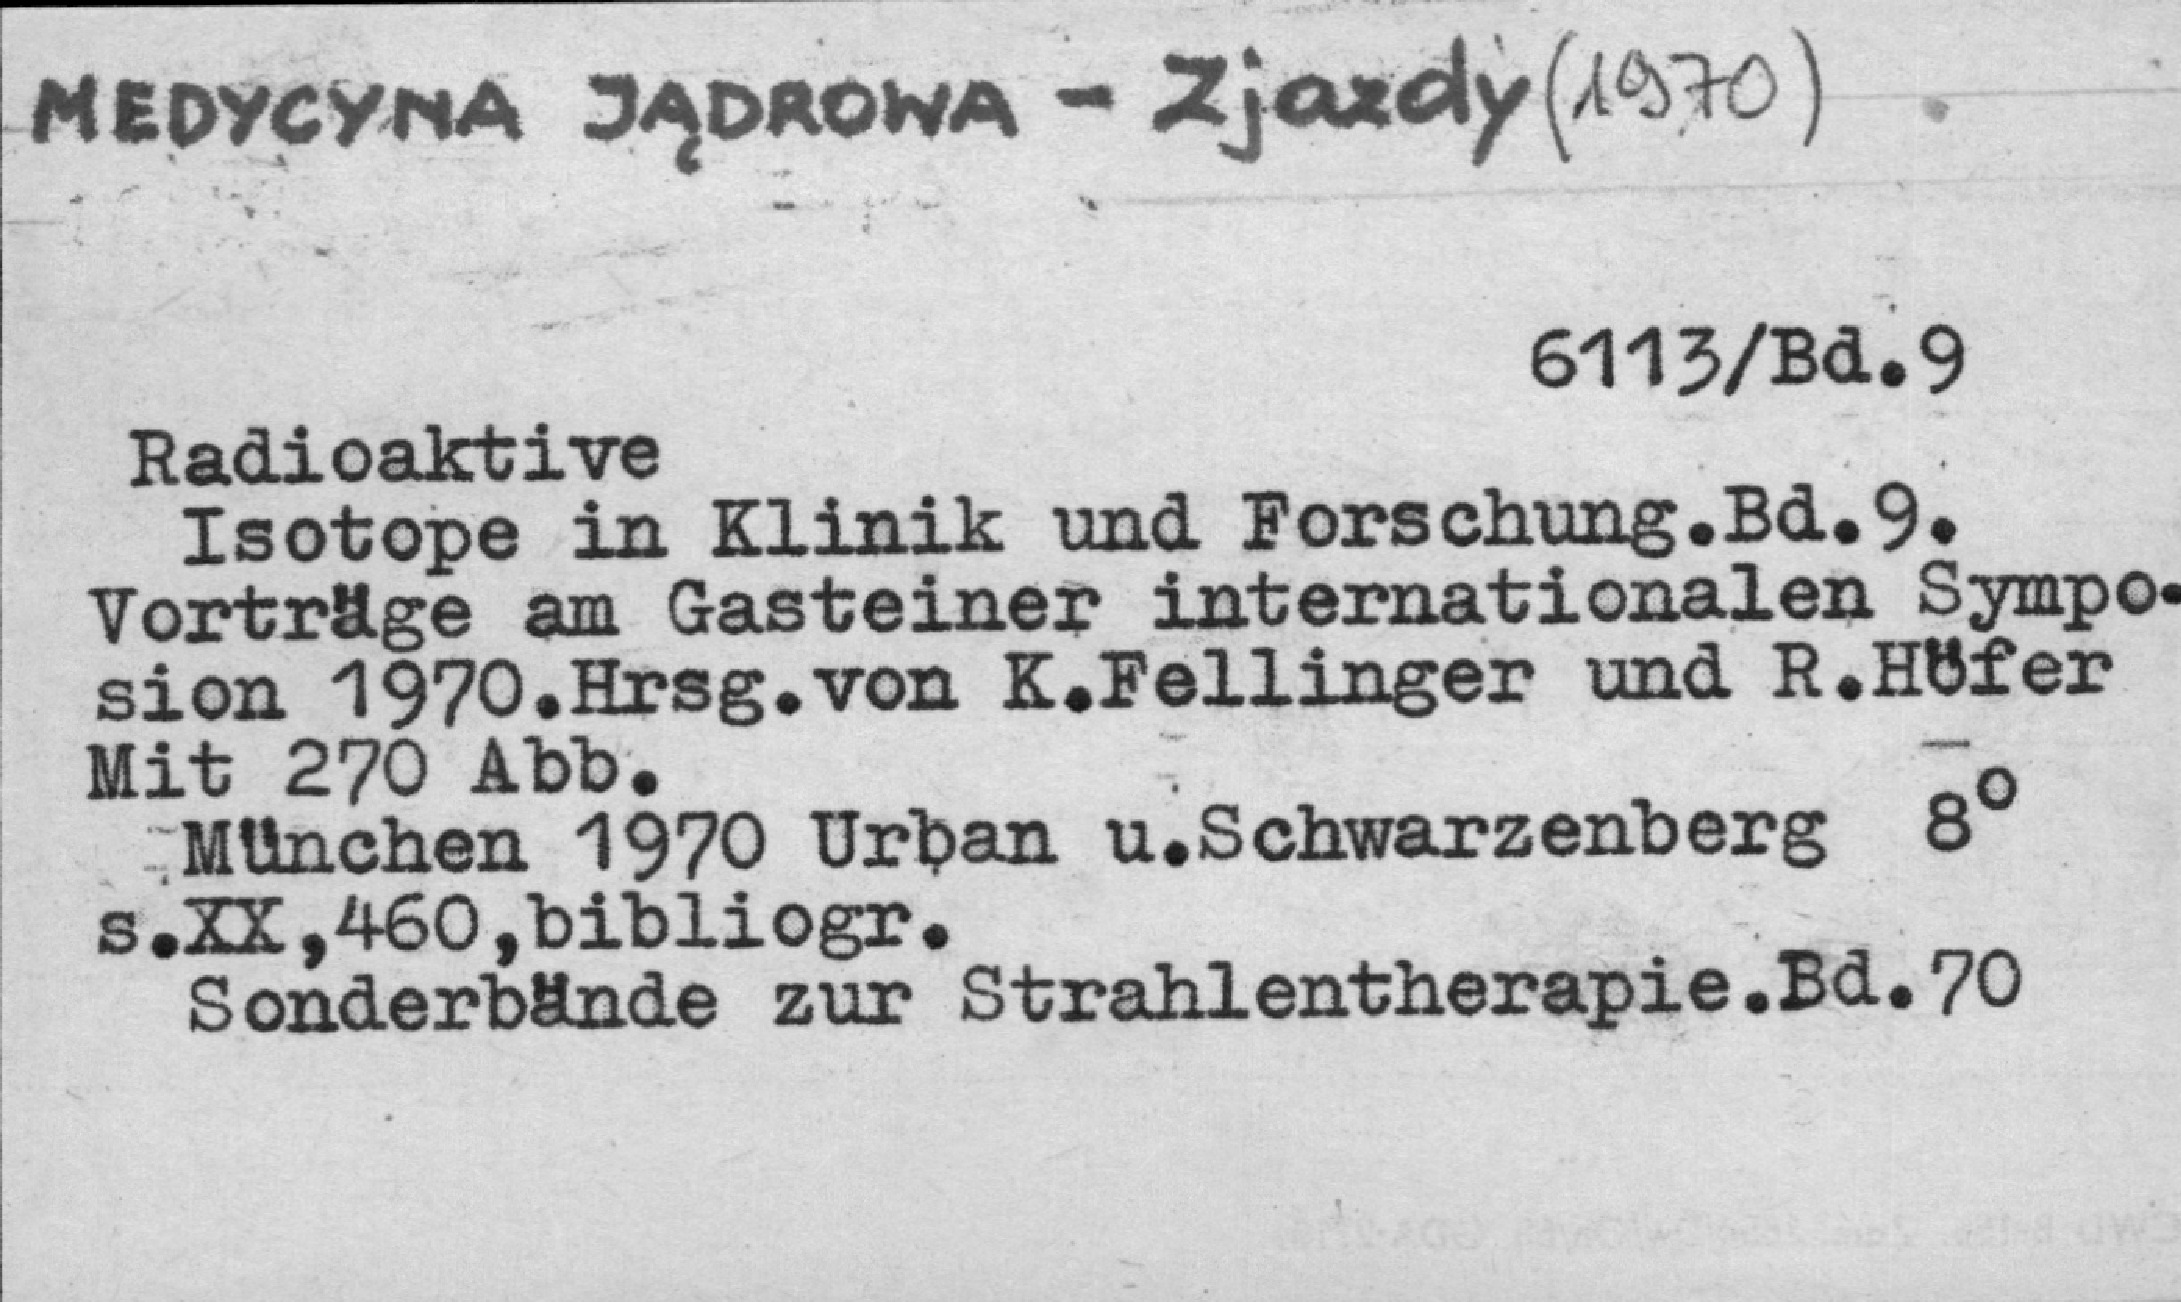 MEDYCYNA JĄDROWA - Zjazdy (1970)
6113/Bd.9
Radioaktive
Isotope in Klinik und Forschung.Bd.9.
Vorträge am Gasteiner internationalen Sympo-
sion 1970.Hrsg.von K.Fellinger und R.Höfer
Mit 270 Abb.
München 1970 Urban u.Schwarzenberg 8°
s.XX,460,bibliogr.
Sonderbände zur Strahlentherapie.Bd.70